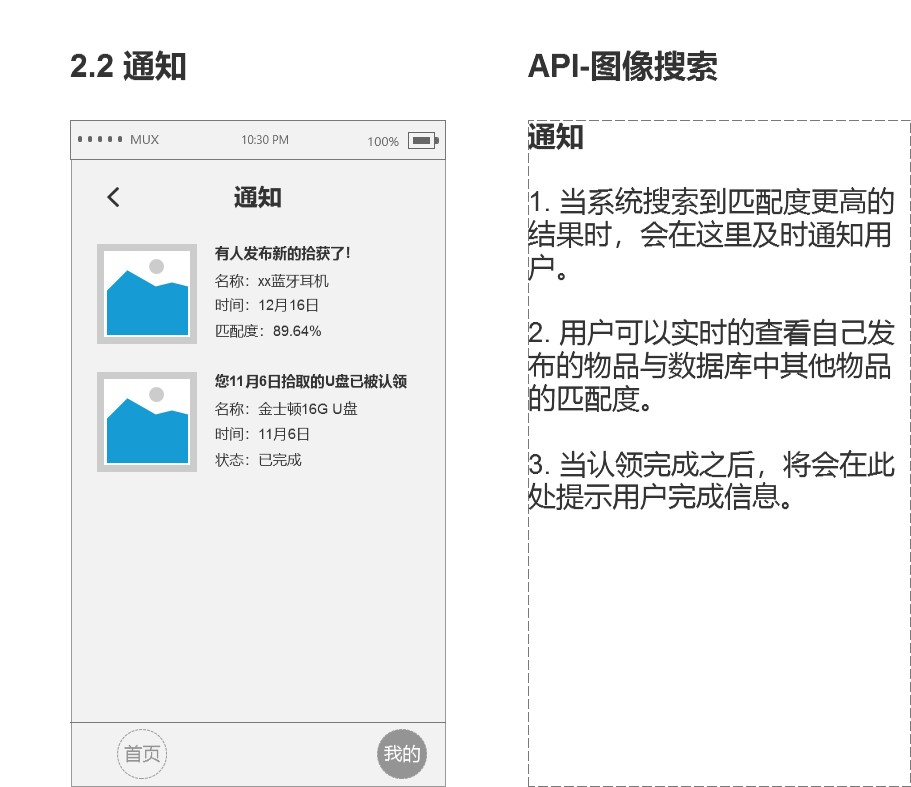 2.2 通知
API-图像搜索
MUX
10:30 PM
100%
通知
有人发布新的拾获了!
名称：xx蓝牙耳机
时间：12月16日
匹配度：89.64%
您11月6日拾取的U盘已被认领
名称：金士顿16G U盘
时间：11月6日
状态：已完成
首页
我的
通知
1. 当系统搜索到匹配度更高的
结果时，会在这里及时通知用
户。
2. 用户可以实时的查看自己发
布的物品与数据库中其他物品
的匹配度。
3. 当认领完成之后，将会在此
处提示用户完成信息。